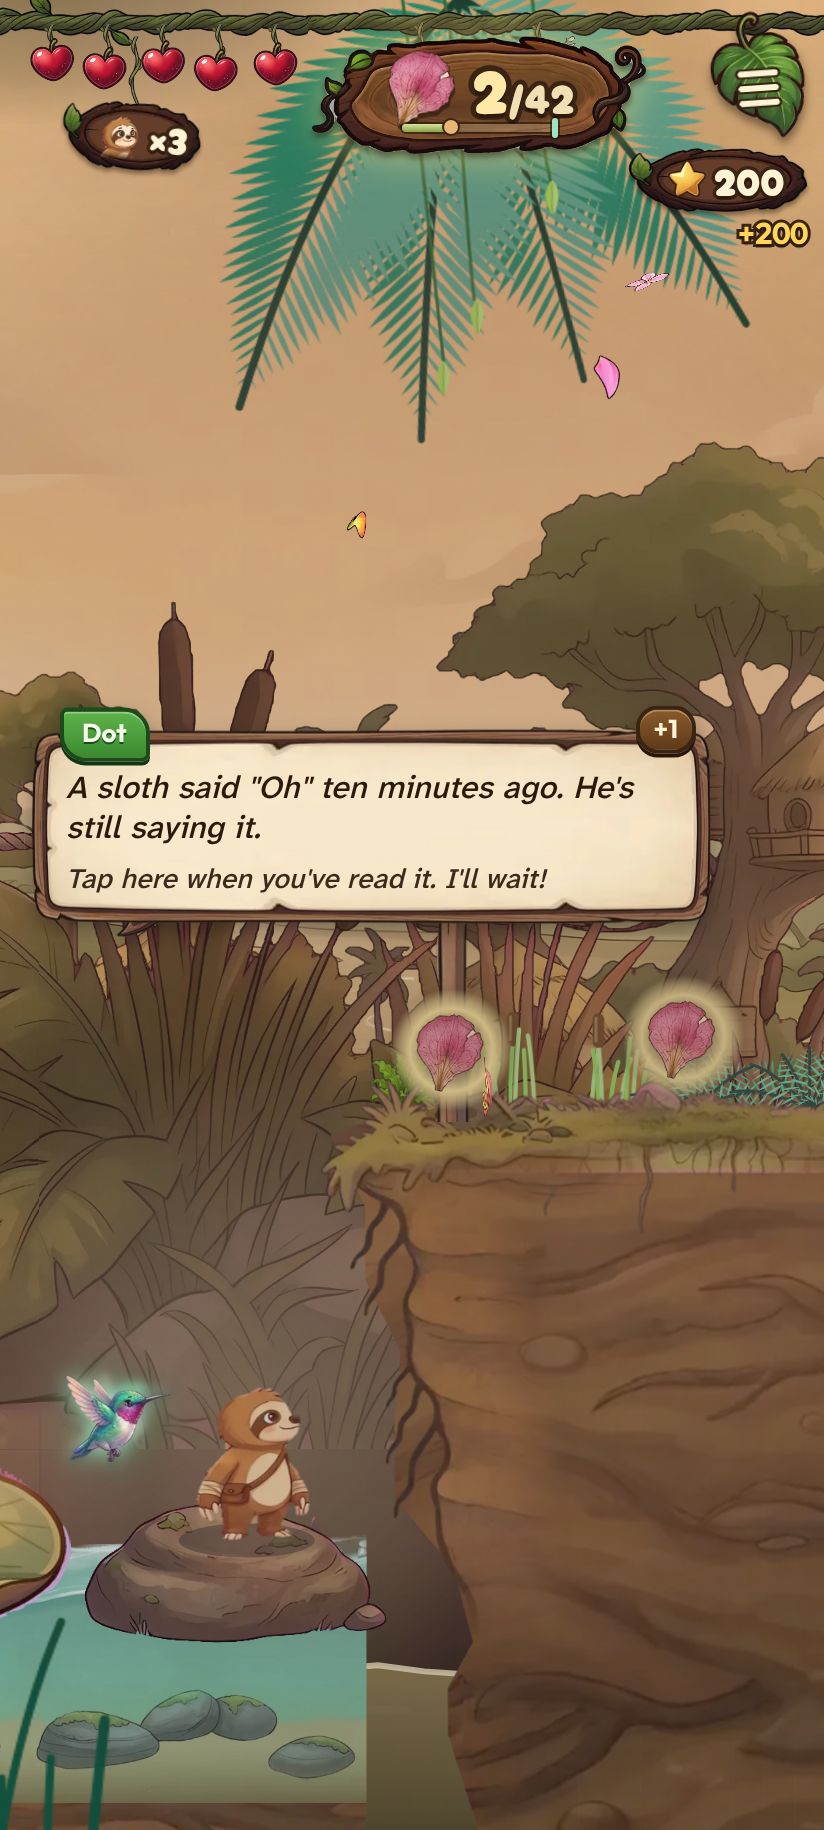 ×3
2/42
200
+200
Dot
+1
A sloth said "Oh" ten minutes ago. He's
still saying it.
Tap here when you've read it. I'll wait!